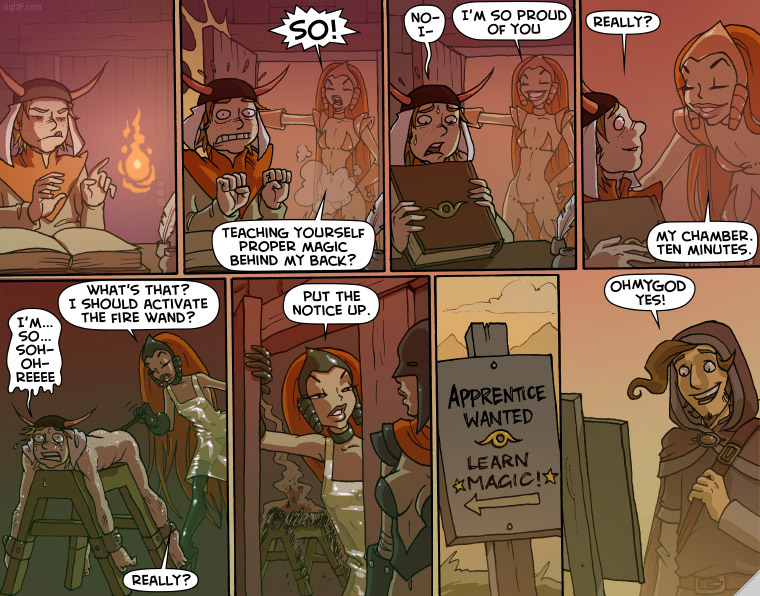 oglaf.com
SO!
TEACHING YOURSELF
PROPER MAGIC
BEHIND MY BACK?
NO-
I-
I'M SO PROUD
OF YOU
REALLY?
MY CHAMBER.
TEN MINUTES.
I'M...
SO...
SOH-
OH-
REEEE
WHAT'S THAT?
I SHOULD ACTIVATE
THE FIRE WAND?
REALLY?
PUT THE
NOTICE UP.
APPRENTICE
WANTED
LEARN
MAGIC!
OHMYGOD
YES!